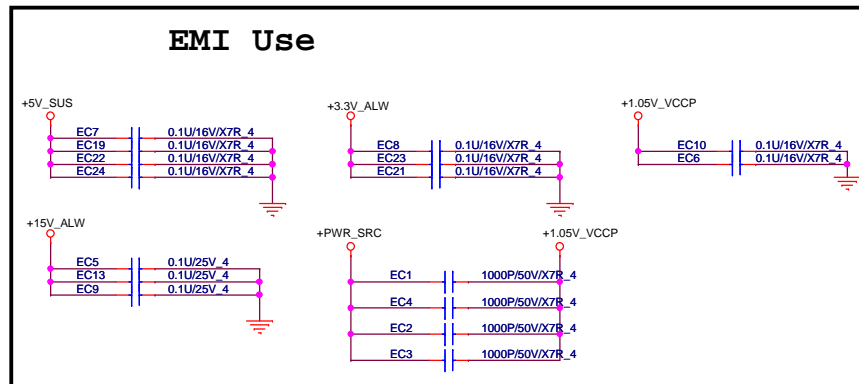 EMI Use
+5V_SUS
EC7 0.1U/16V/X7R_4
EC19 0.1U/16V/X7R_4
EC22 0.1U/16V/X7R_4
EC24 0.1U/16V/X7R_4
+3.3V_ALW
EC8 0.1U/16V/X7R_4
EC23 0.1U/16V/X7R_4
EC21 0.1U/16V/X7R_4
+1.05V_VCCP
EC10 0.1U/16V/X7R_4
EC6 0.1U/16V/X7R_4
+15V_ALW
EC5 0.1U/25V_4
EC13 0.1U/25V_4
EC9 0.1U/25V_4
+PWR_SRC +1.05V_VCCP
EC1 1000P/50V/X7R_4
EC4 1000P/50V/X7R_4
EC2 1000P/50V/X7R_4
EC3 1000P/50V/X7R_4